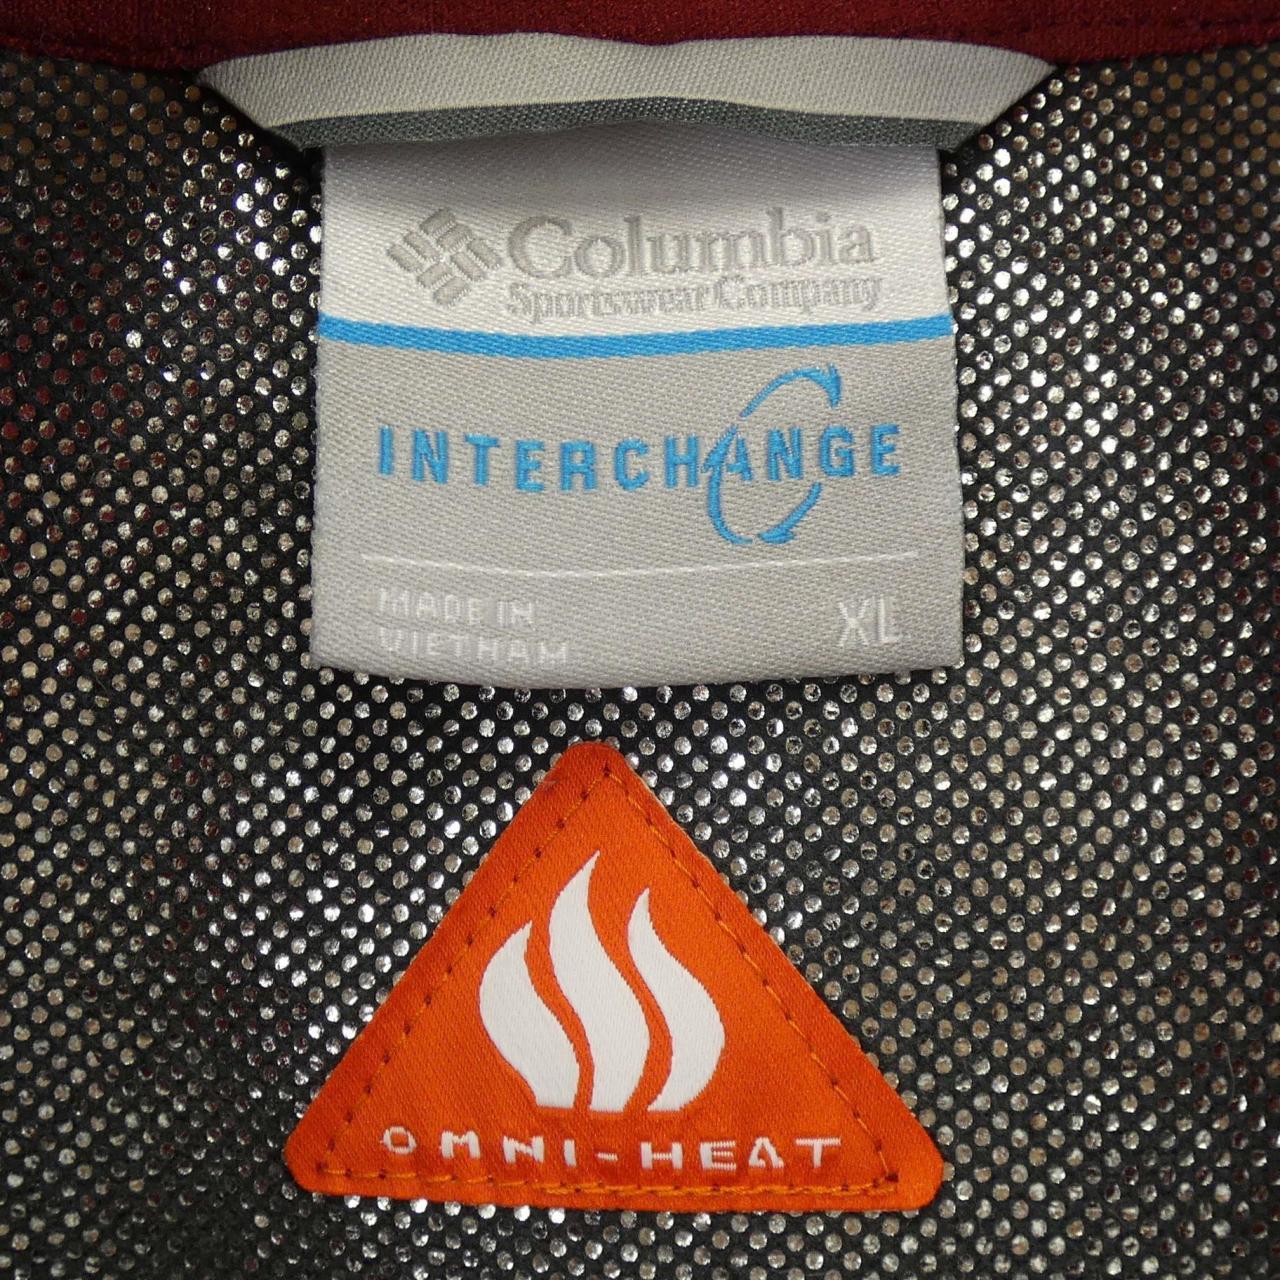 Columbia
Sportswear Company
INTERCHANGE
MADE IN
VIETNAM
XL
OMNI-HEAT